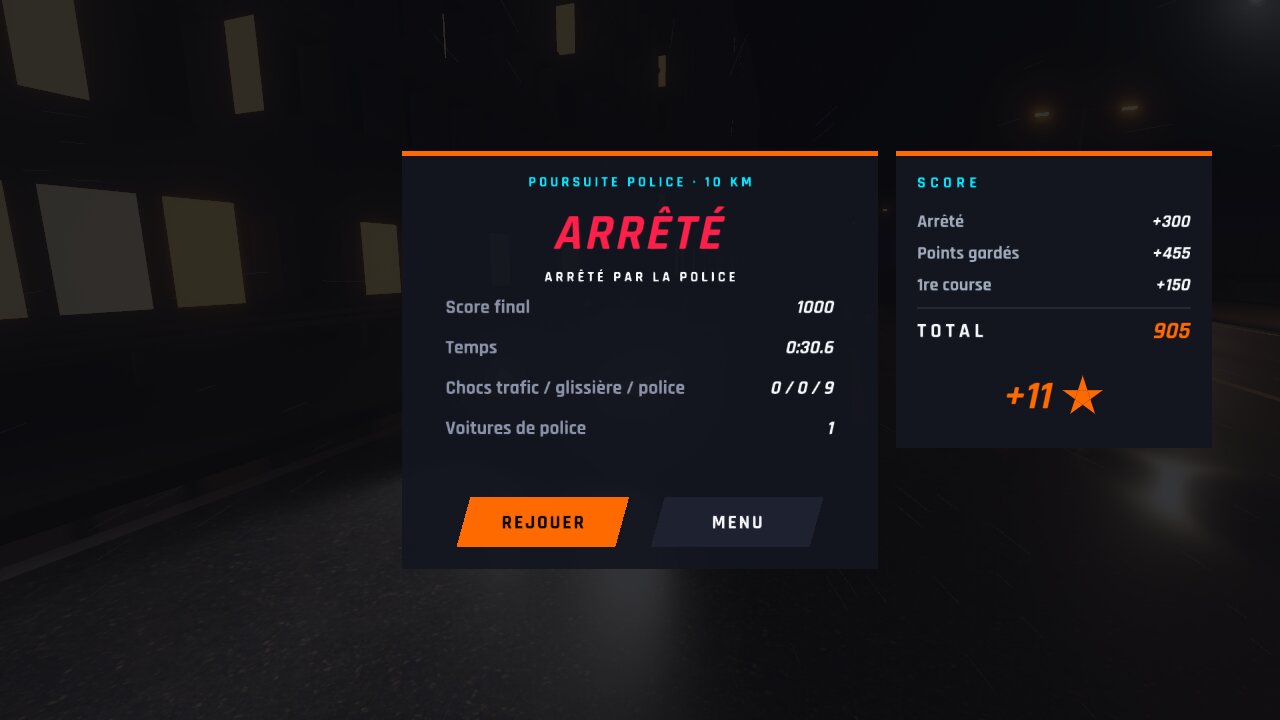 POURSUITE POLICE · 10 KM
ARRÊTÉ
ARRÊTÉ PAR LA POLICE
Score final 1000
Temps 0:30.6
Chocs trafic / glissière / police 0 / 0 / 9
Voitures de police 1
REJOUER MENU
SCORE
Arrêté +300
Points gardés +455
1re course +150
TOTAL 905
+11 ★